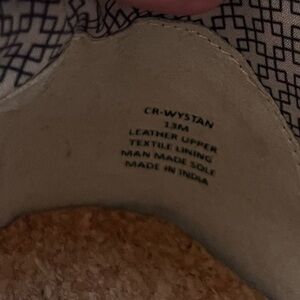 CR-WYSTAN
13M
LEATHER UPPER
TEXTILE LINING
MAN MADE SOLE
MADE IN INDIA